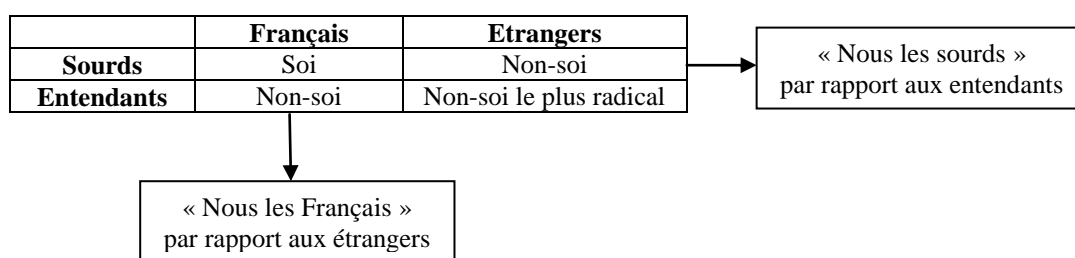 Français Etrangers
Sourds Soi Non-soi
Entendants Non-soi Non-soi le plus radical
« Nous les sourds »
par rapport aux entendants
« Nous les Français »
par rapport aux étrangers